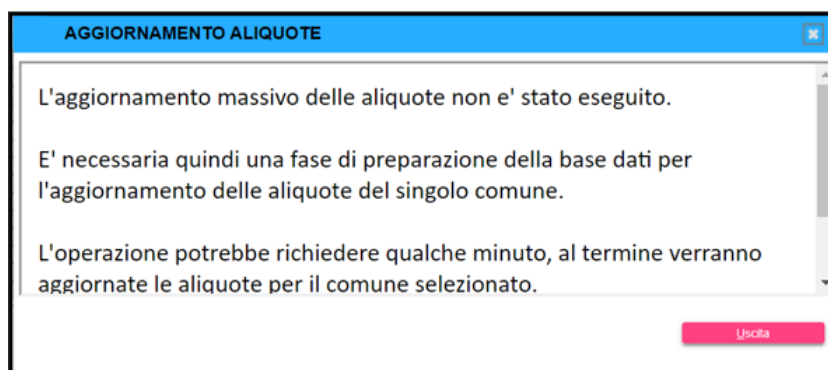 AGGIORNAMENTO ALIQUOTE
L'aggiornamento massivo delle aliquote non e' stato eseguito.
E' necessaria quindi una fase di preparazione della base dati per
l'aggiornamento delle aliquote del singolo comune.
L'operazione potrebbe richiedere qualche minuto, al termine verranno
aggiornate le aliquote per il comune selezionato.
Uscita